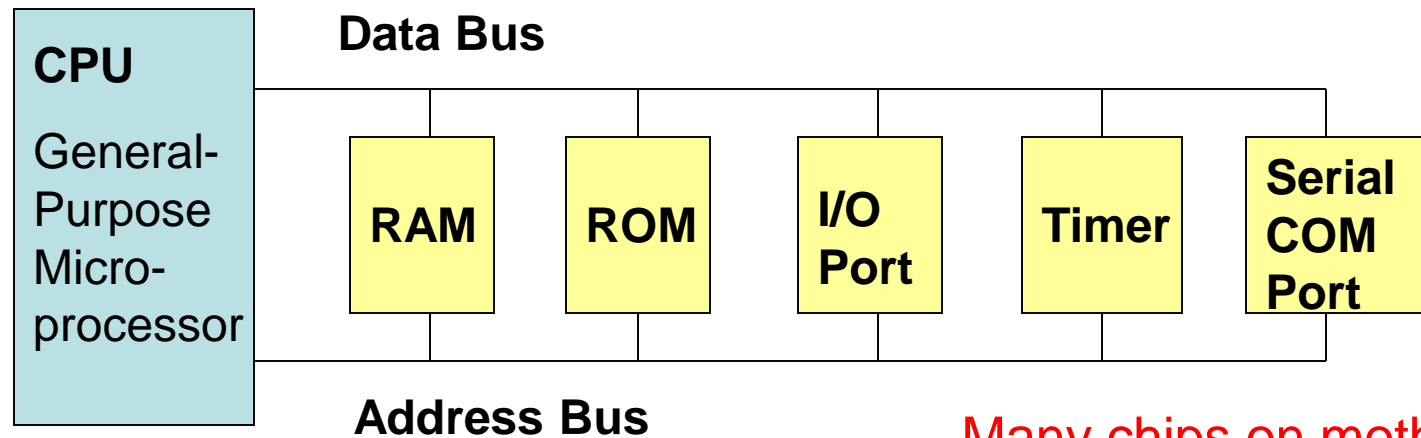 Data Bus
CPU
General-
Purpose
Micro-
processor
RAM
ROM
I/O
Port
Timer
Serial
COM
Port
Address Bus
Many chips on